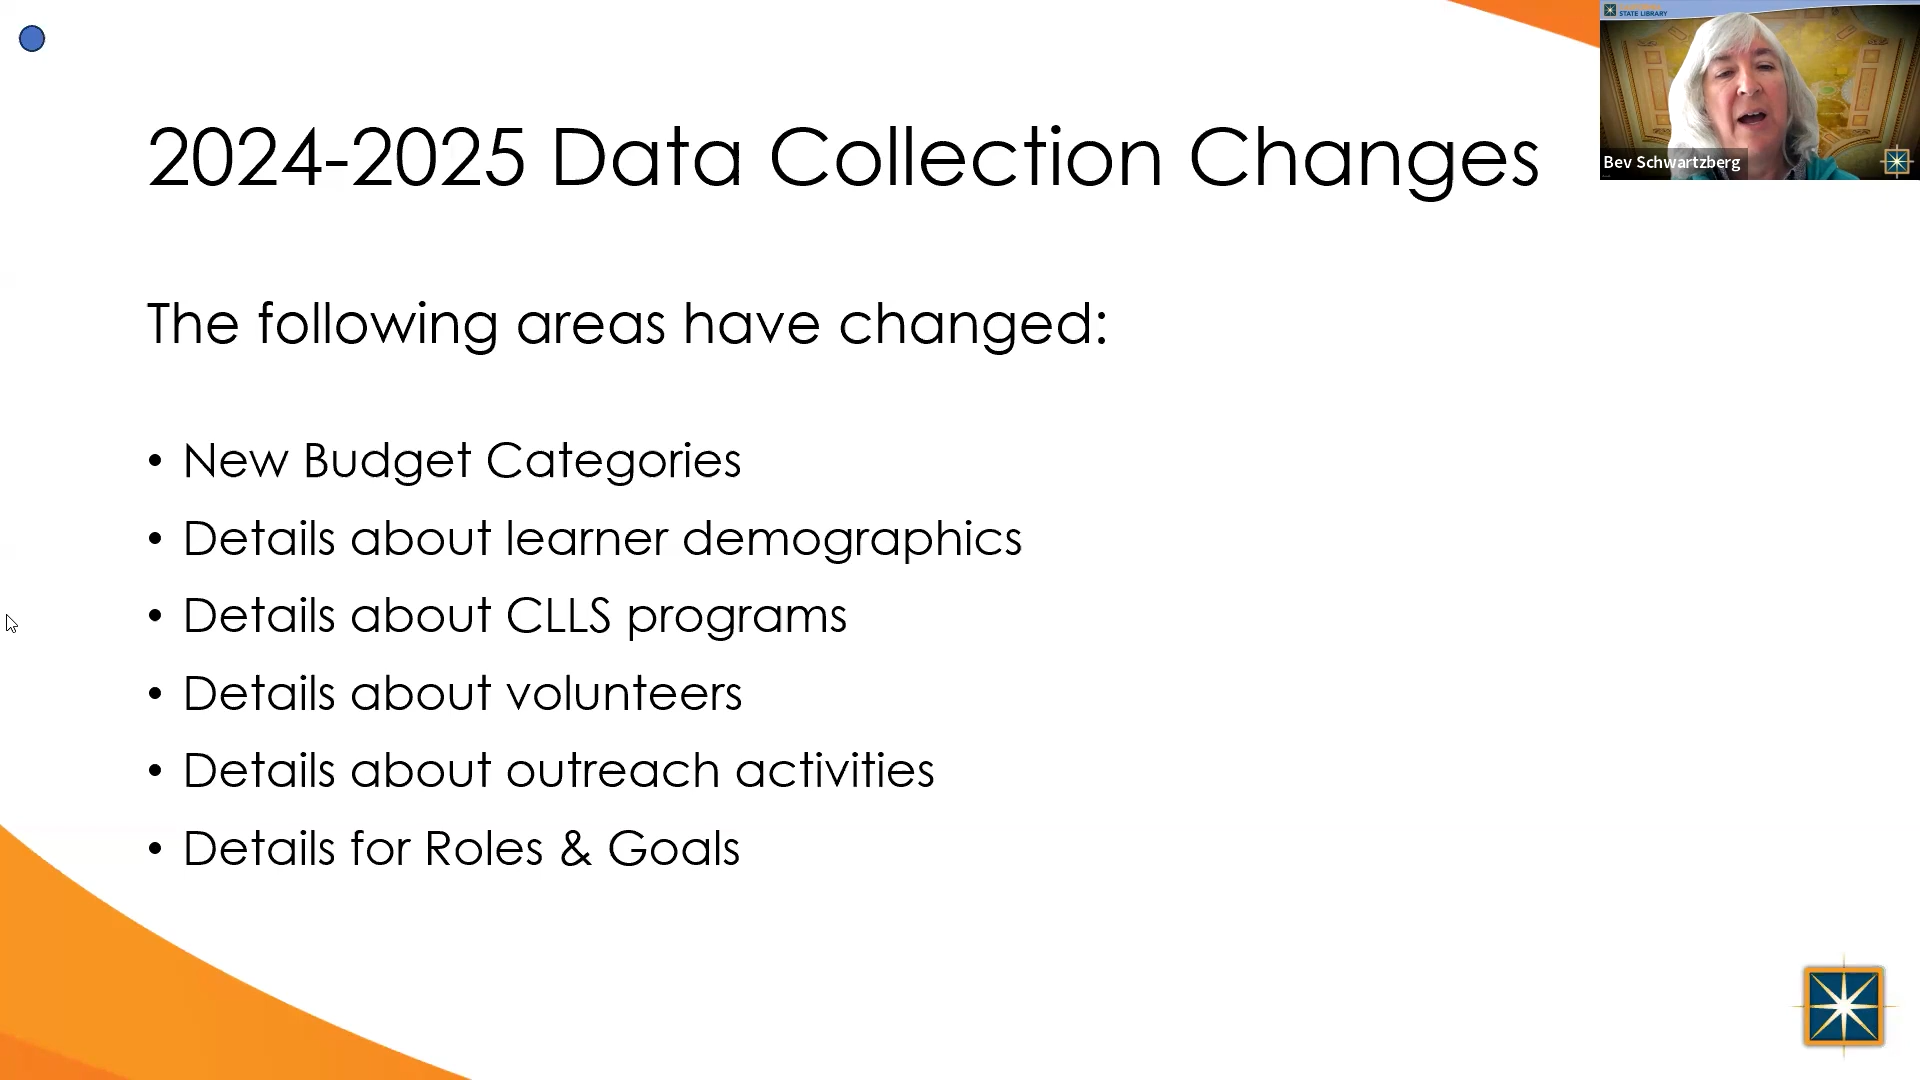 2024-2025 Data Collection Changes
STATE LIBRARY
Bev Schwartzberg
The following areas have changed:
• New Budget Categories
• Details about learner demographics
• Details about CLLS programs
• Details about volunteers
• Details about outreach activities
• Details for Roles & Goals